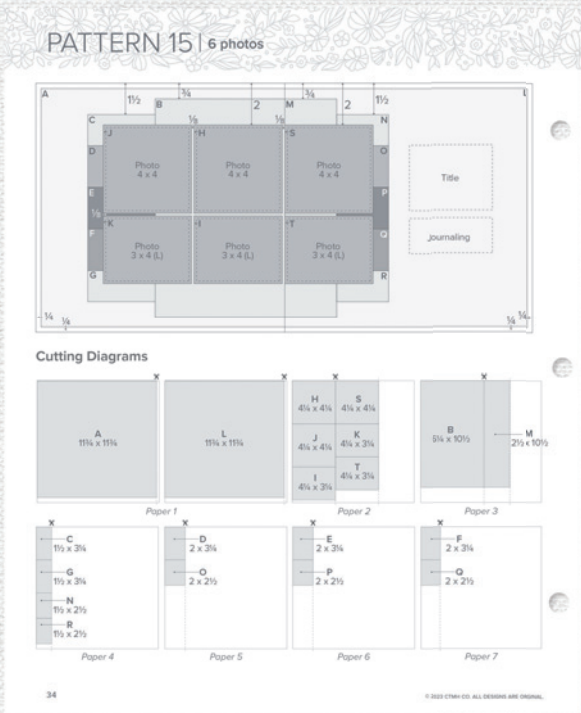 PATTERN 15 | 6 photos
A
L
1½
¾
B
2
M
¾
2
1½
C
N
⅛
⅛
J
H
S
D
O
Photo
4 x 4
Photo
4 x 4
Photo
4 x 4
Title
E
P
⅛
K
I
T
F
Q
Photo
3 x 4 (L)
Photo
3 x 4 (L)
Photo
3 x 4 (L)
Journaling
G
R
¼
⅛
⅛
¼
Cutting Diagrams
A
11¾ x 11¾
L
11¾ x 11¾
H
4¼ x 4¼
S
4¼ x 4¼
J
4¼ x 4¼
K
4¼ x 3¼
I
4¼ x 3¼
T
4¼ x 3¼
B
6¼ x 10½
M
2½ x 10½
Paper 1
Paper 2
Paper 3
C
1½ x 3¼
G
1½ x 3¼
N
1½ x 2½
R
1½ x 2½
D
2 x 3¼
O
2 x 2½
E
2 x 3¼
P
2 x 2½
F
2 x 3¼
Q
2 x 2½
Paper 4
Paper 5
Paper 6
Paper 7
34
© 2023 CTMH CO. ALL DESIGNS ARE ORIGINAL.